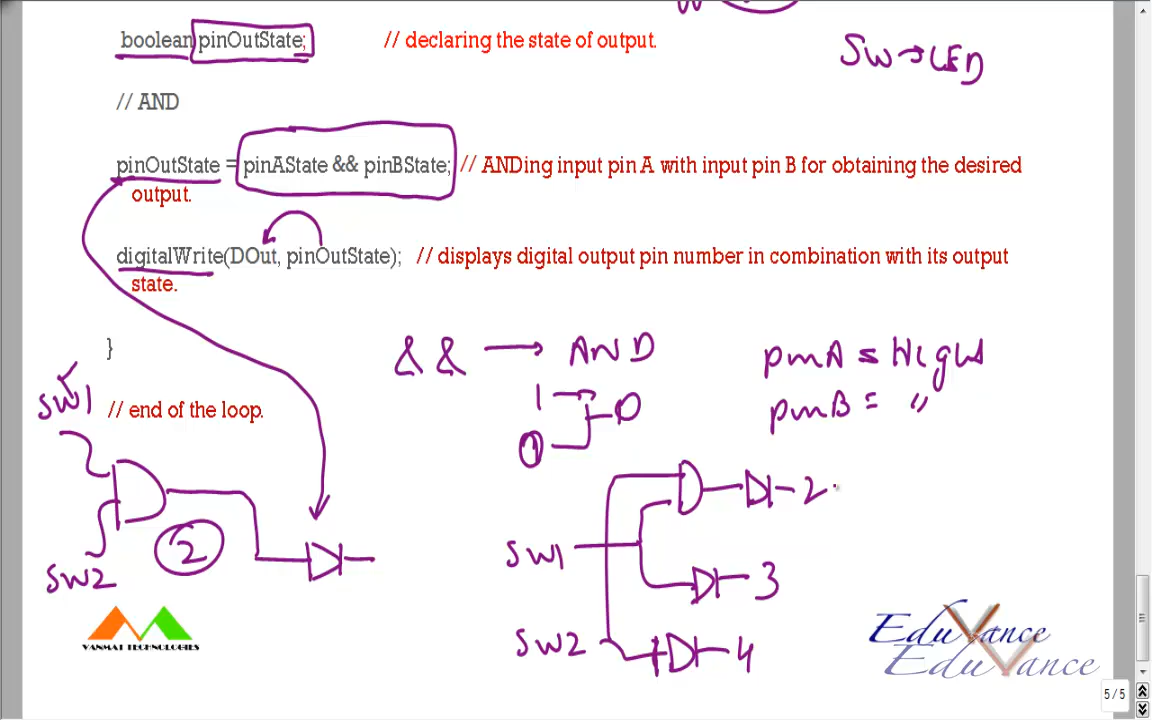 boolean pinOutState; // declaring the state of output.
SW → LED
// AND
pinOutState = pinAState && pinBState; // ANDing input pin A with input pin B for obtaining the desired
output.
digitalWrite(DOut, pinOutState); // displays digital output pin number in combination with its output
state.
}
&& → AND
pinA = High
pinB = "
SW1
// end of the loop.
1
0
0
2
SW2
SW1
SW2
2
3
4
VANMAT TECHNOLOGIES
EduVance
EduVance
5/5